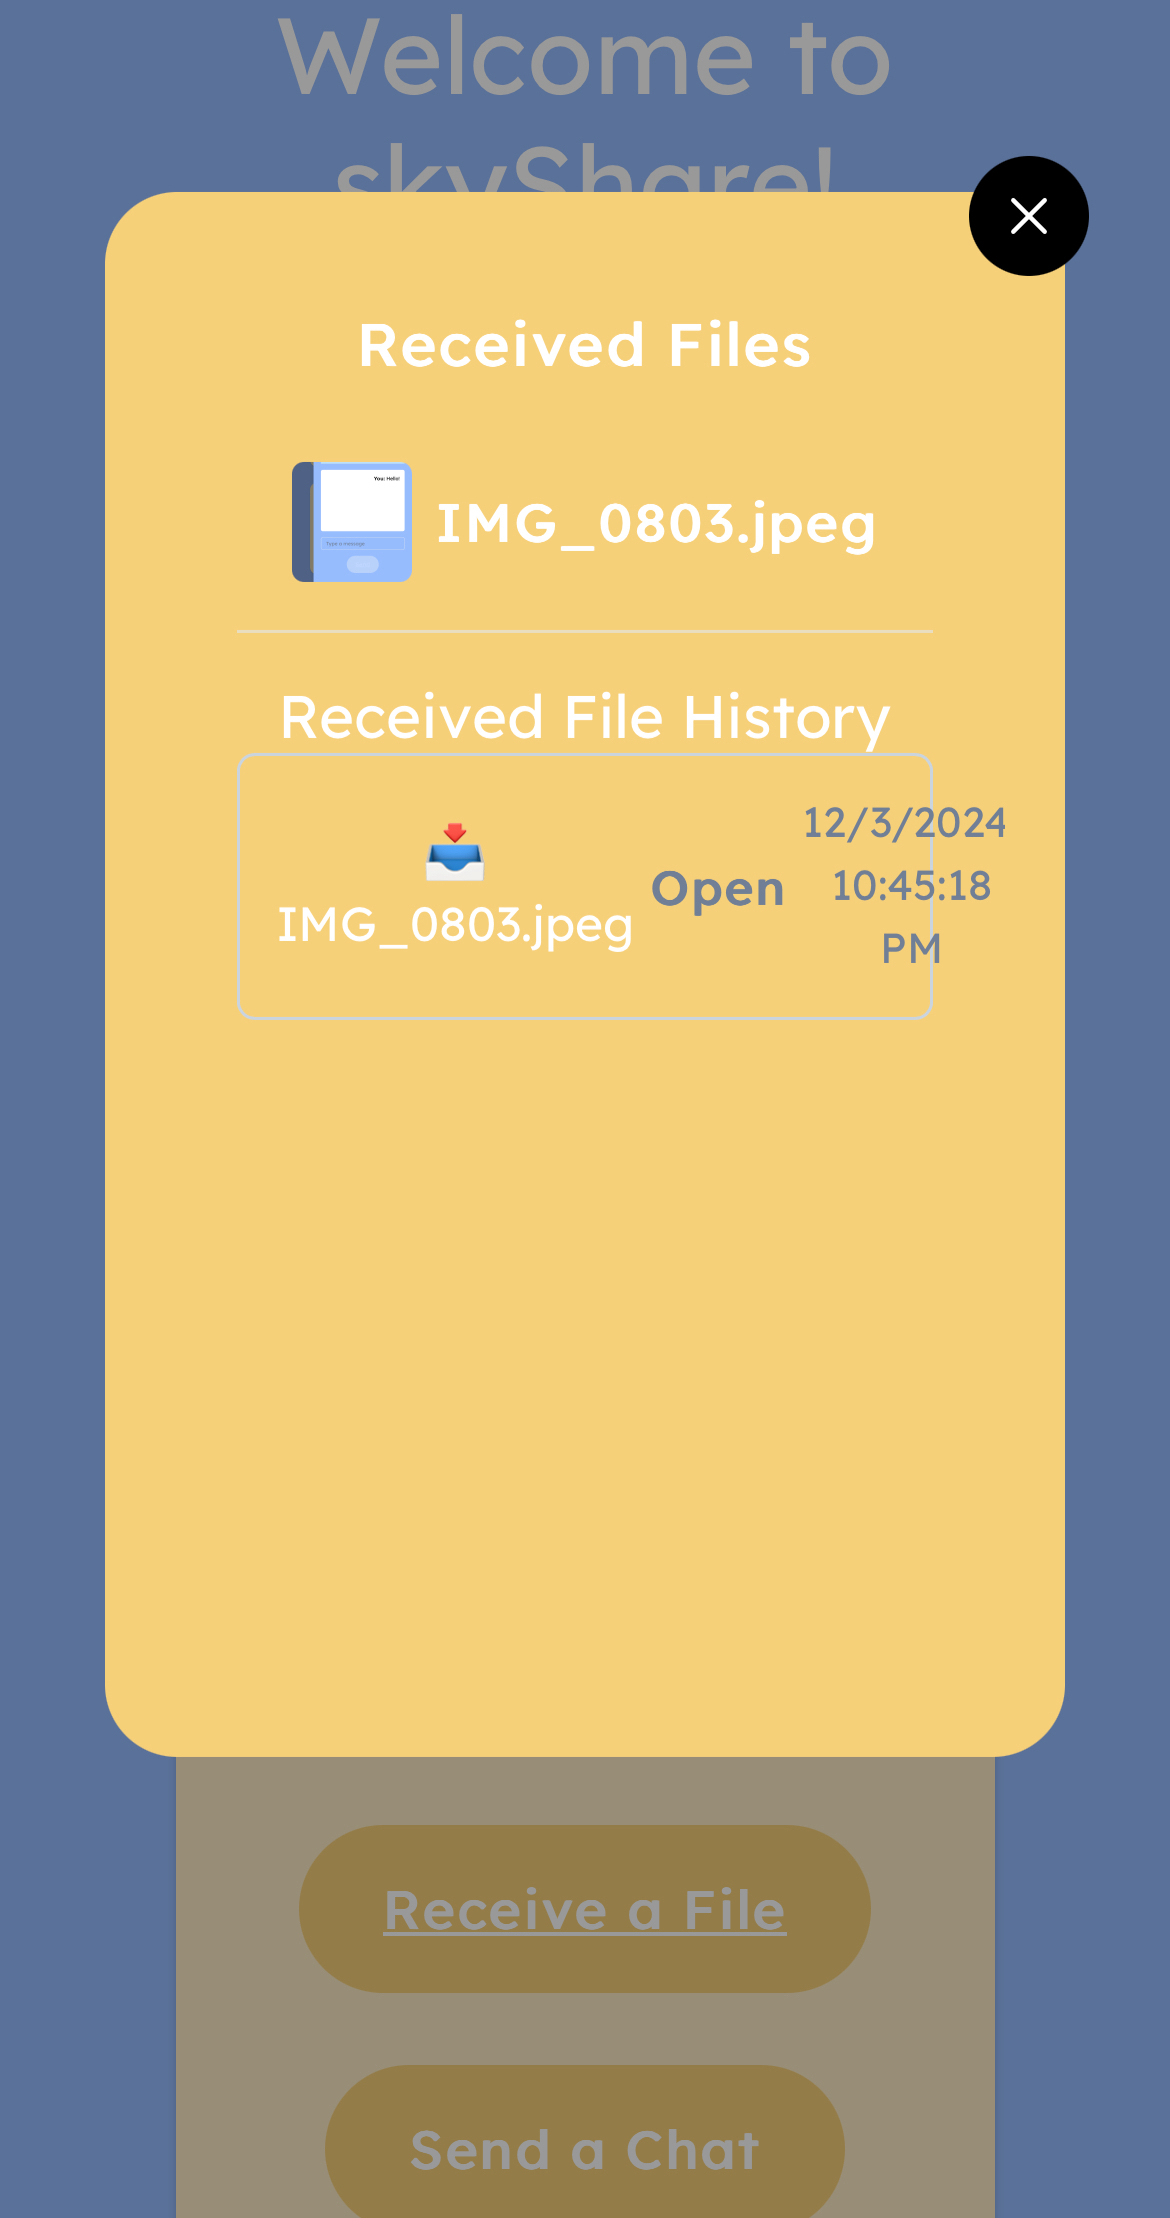 Welcome to
skyShare!
Received Files
You: Hello!
Type a message
IMG_0803.jpeg
Received File History
📥
IMG_0803.jpeg
Open
12/3/2024
10:45:18
PM
Receive a File
Send a Chat